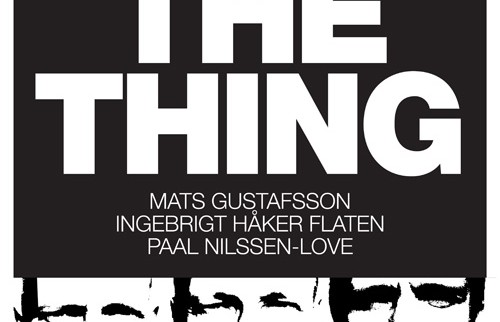 THE
THING
MATS GUSTAFSSON
INGEBRIGT HÅKER FLATEN
PAAL NILSSEN-LOVE